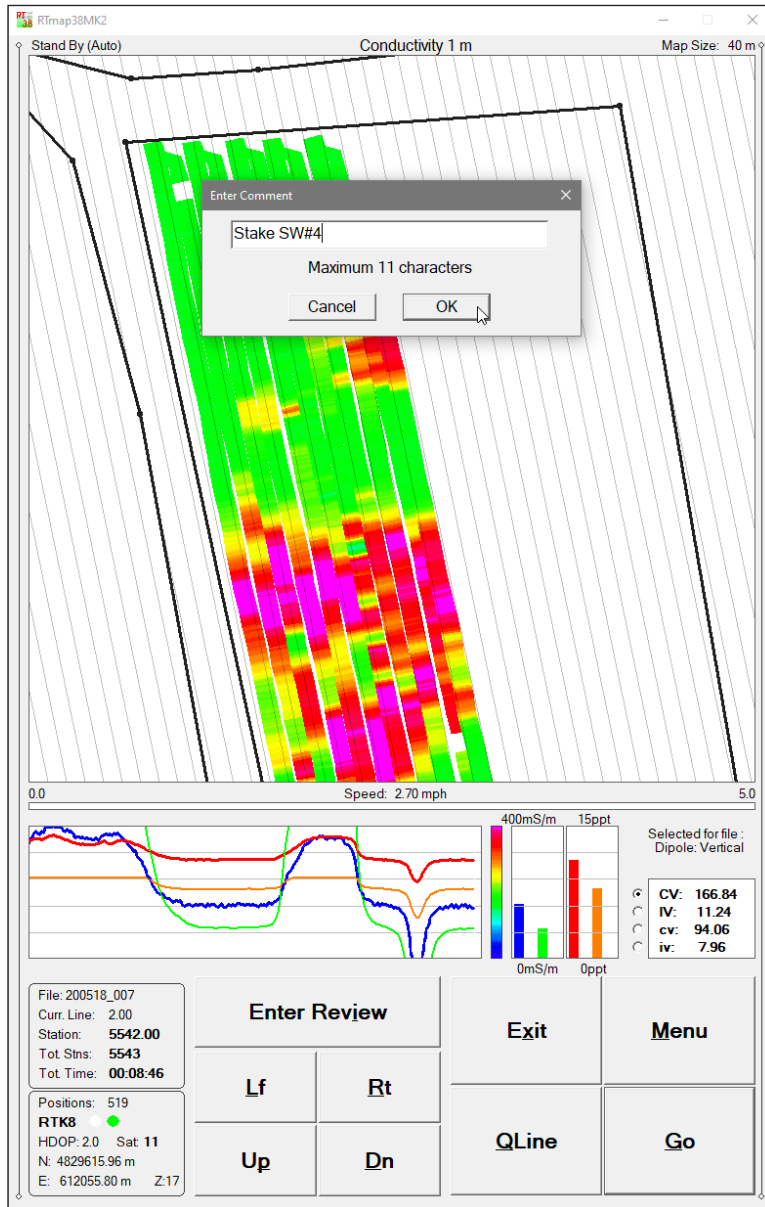 RT 38 RTmap38MK2
Stand By (Auto) Conductivity 1 m Map Size: 40 m
Enter Comment
Stake SW#4
Maximum 11 characters
Cancel OK
0.0 Speed: 2.70 mph 5.0
400mS/m 15ppt
0mS/m 0ppt
Selected for file :
Dipole: Vertical
CV: 166.84
IV: 11.24
cv: 94.06
iv: 7.96
File: 200518_007
Curr. Line: 2.00
Station: 5542.00
Tot. Stns: 5543
Tot. Time: 00:08:46
Positions: 519
RTK8
HDOP: 2.0 Sat: 11
N: 4829615.96 m
E: 612055.80 m Z:17
Enter Review
Lf Rt
Up Dn
Exit Menu
QLine Go